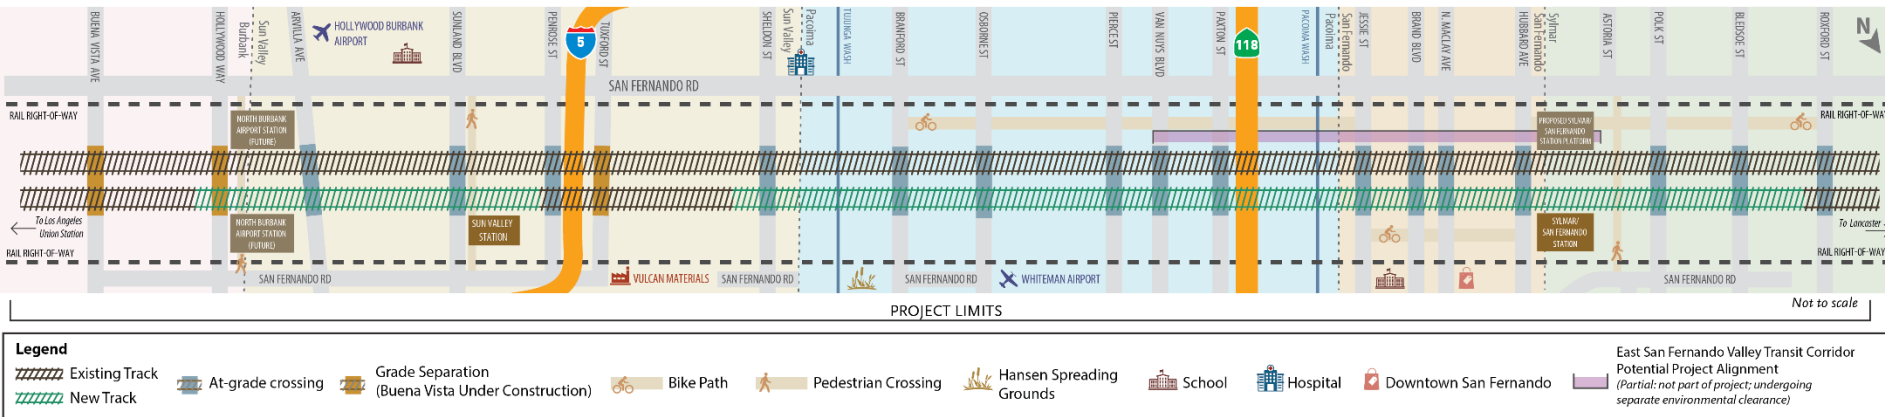 BUENA VISTA AVE
HOLLYWOOD WAY
Burbank
Sun Valley
ARVILLA AVE
HOLLYWOOD BURBANK
AIRPORT
SUNLAND BLVD
PENROSE ST
5
TUXFORD ST
SHELDON ST
Sun Valley
Pacoima
TUJUNGA WASH
BRANFORD ST
OSBORNE ST
PIERCE ST
VAN NUYS BLVD
PAXTON ST
118
PACOIMA WASH
Pacoima
San Fernando
JESSIE ST
BRAND BLVD
N. MACLAY AVE
HUBBARD AVE
San Fernando
Sylmar
ASTORIA ST
POLK ST
BLEDSOE ST
ROXFORD ST
N
SAN FERNANDO RD
RAIL RIGHT-OF-WAY
RAIL RIGHT-OF-WAY
NORTH BURBANK
AIRPORT STATION
(FUTURE)
PROPOSED SYLMAR/
SAN FERNANDO
STATION PLATFORM
To Los Angeles
Union Station
NORTH BURBANK
AIRPORT STATION
(FUTURE)
SUN VALLEY
STATION
SYLMAR/
SAN FERNANDO
STATION
To Lancaster
RAIL RIGHT-OF-WAY
RAIL RIGHT-OF-WAY
SAN FERNANDO RD
VULCAN MATERIALS
SAN FERNANDO RD
SAN FERNANDO RD
WHITEMAN AIRPORT
SAN FERNANDO RD
PROJECT LIMITS
Not to scale
Legend
Existing Track
New Track
At-grade crossing
Grade Separation
(Buena Vista Under Construction)
Bike Path
Pedestrian Crossing
Hansen Spreading
Grounds
School
Hospital
Downtown San Fernando
East San Fernando Valley Transit Corridor
Potential Project Alignment
(Partial: not part of project; undergoing
separate environmental clearance)